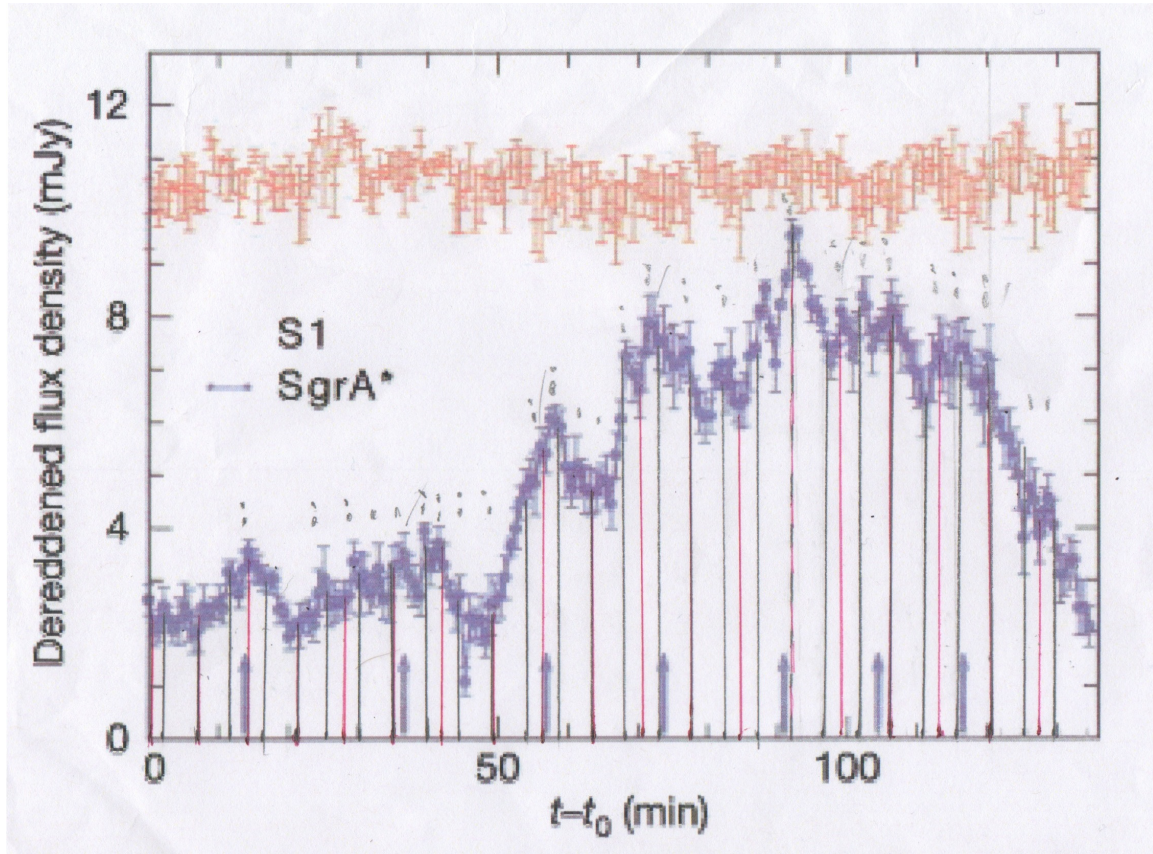 12
8
4
0
Dereddened flux density (mJy)
S1
SgrA*
0 50 100
t–t₀ (min)